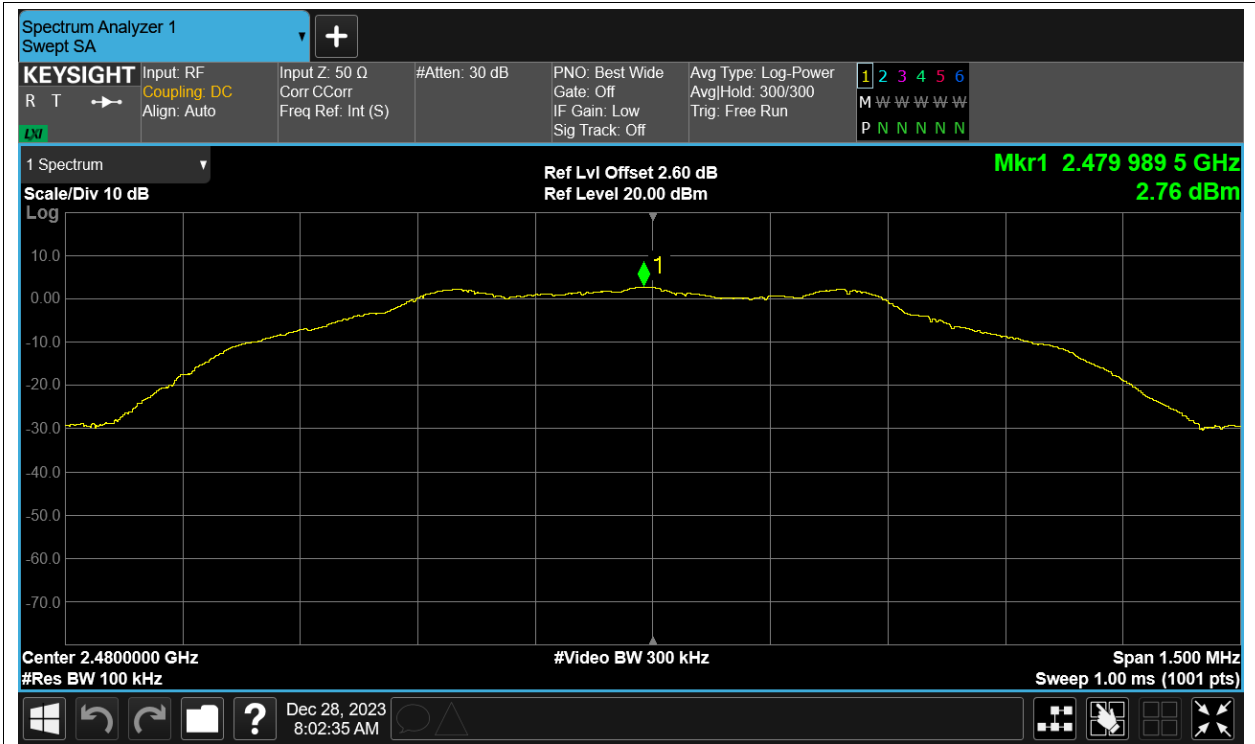 Spectrum Analyzer 1
Swept SA
+
KEYSIGHT
R T
LXI
Input: RF
Coupling: DC
Align: Auto
Input Z: 50 Ω
Corr CCorr
Freq Ref: Int (S)
#Atten: 30 dB
PNO: Best Wide
Gate: Off
IF Gain: Low
Sig Track: Off
Avg Type: Log-Power
Avg|Hold: 300/300
Trig: Free Run
1 2 3 4 5 6
M W W W W W
P N N N N N
1 Spectrum
Scale/Div 10 dB
Log
Ref Lvl Offset 2.60 dB
Ref Level 20.00 dBm
Mkr1 2.479 989 5 GHz
2.76 dBm
1
10.0
0.00
-10.0
-20.0
-30.0
-40.0
-50.0
-60.0
-70.0
Center 2.4800000 GHz
#Res BW 100 kHz
#Video BW 300 kHz
Span 1.500 MHz
Sweep 1.00 ms (1001 pts)
?
Dec 28, 2023
8:02:35 AM